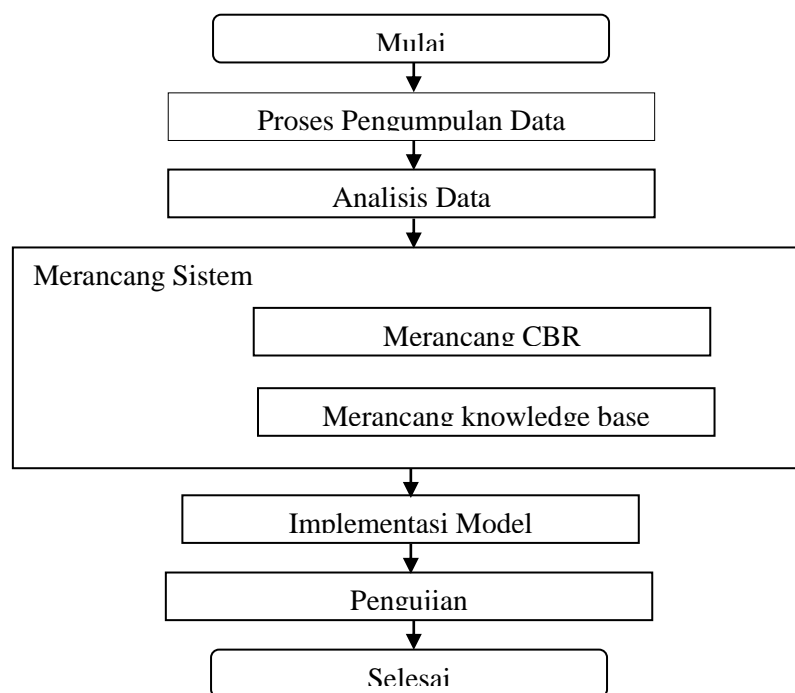 Mulai
Proses Pengumpulan Data
Analisis Data
Merancang Sistem
Merancang CBR
Merancang knowledge base
Implementasi Model
Pengujian
Selesai